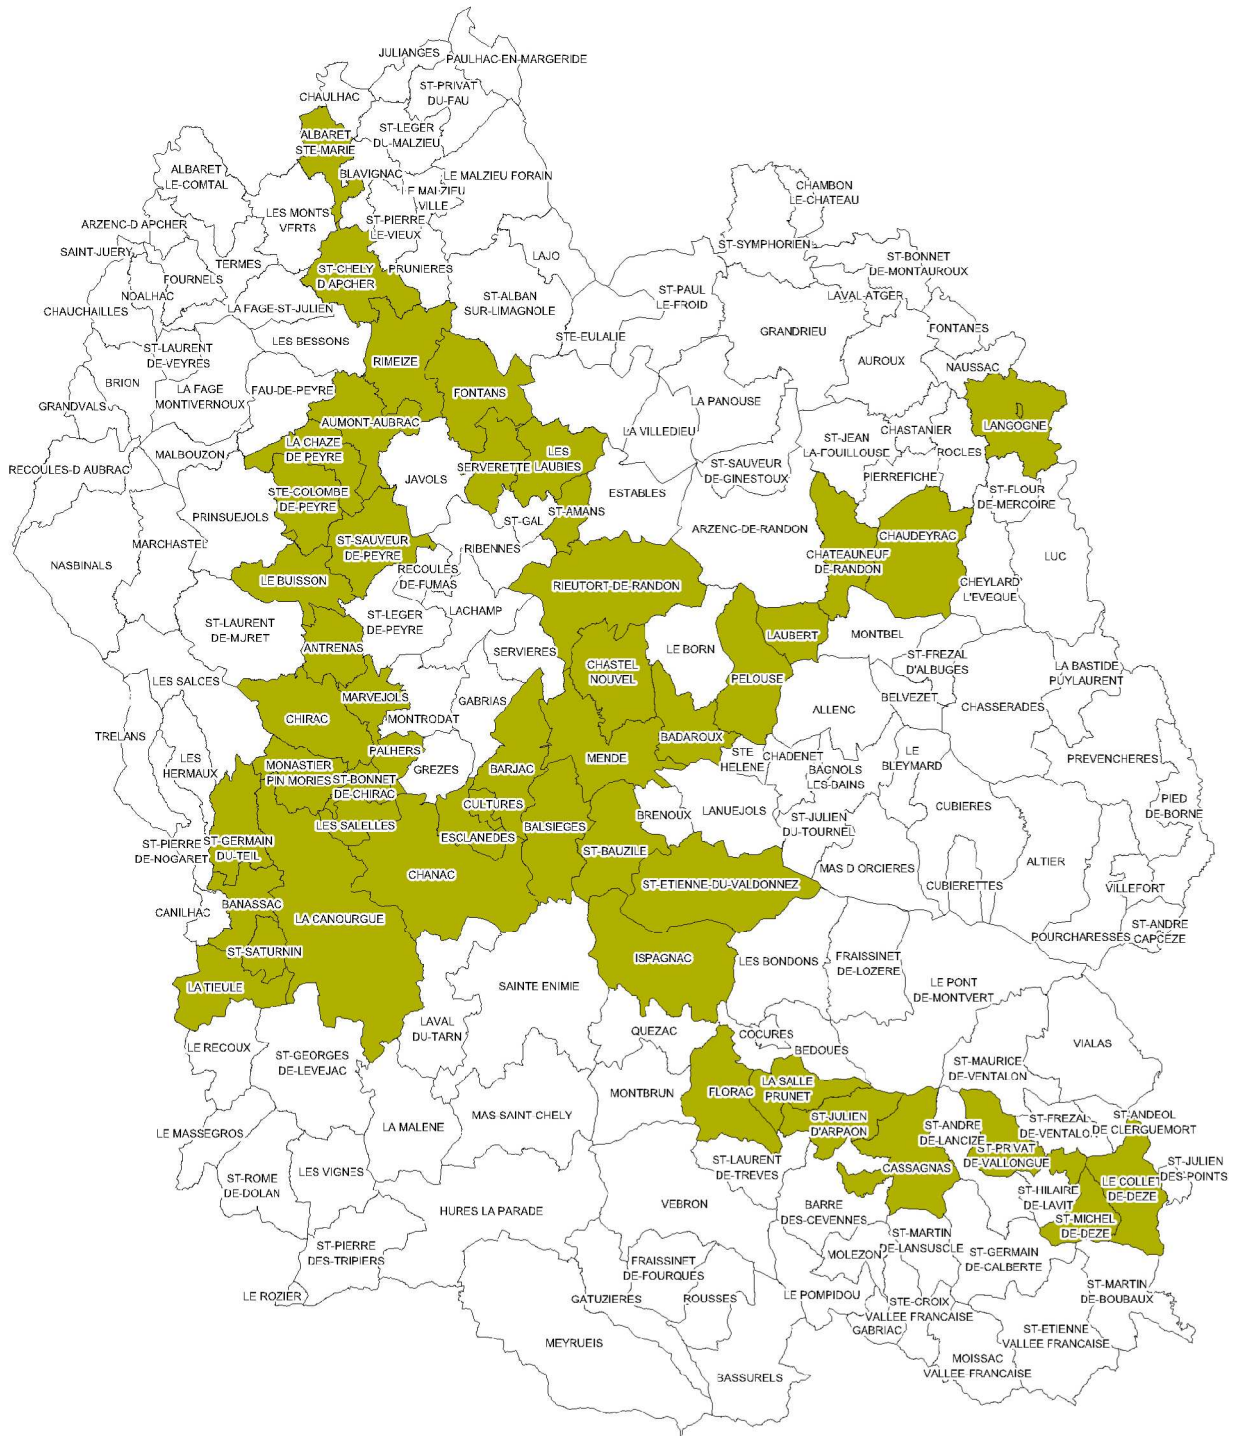 JULIANGES
PAULHAC-EN-MARGERIDE
ST-PRIVAT
DU-FAU
CHAULHAC
ALBARET
STE-MARIE
ST-LEGER
DU-MALZIEU
BLAVIGNAC
LE MALZIEU FORAIN
LE MALZIEU
VILLE
ALBARET
LE-COMTAL
CHAMBON
LE-CHATEAU
ARZENC-D APCHER
LES MONTS
VERTS
ST-PIERRE
LE-VIEUX
ST-SYMPHORIEN
SAINT-JUERY
TERMES
LAJO
ST-BONNET
DE-MONTAUROUX
FOURNELS
ST-CHELY
D APCHER
PRUNIERES
NOALHAC
ST-PAUL
LE-FROID
LAVAL-ATGER
CHAUCHAILLES
LA FAGE-ST-JULIEN
ST-ALBAN
SUR-LIMAGNOLE
GRANDRIEU
FONTANES
STE-EULALIE
LES BESSONS
ST-LAURENT
DE-VEYRES
RIMEIZE
AUROUX
NAUSSAC
BRION
LA FAGE
MONTIVERNOUX
FAU-DE-PEYRE
FONTANS
LA PANOUSE
GRANDVALS
AUMONT-AUBRAC
LANGOGNE
LA VILLEDIEU
CHASTANIER
ST-JEAN
LA-FOUILLOUSE
LA CHAZE
DE PEYRE
MALBOUZON
LES
LAUBIES
SERVERETTE
ROCLES
RECOULES-D AUBRAC
JAVOLS
ST-SAUVEUR
DE-GINESTOUX
PIERREFICHE
STE-COLOMBE
DE-PEYRE
ESTABLES
ST-FLOUR
DE-MERCOIRE
PRINSUEJOLS
ST-AMANS
ST-GAL
ARZENC-DE-RANDON
CHAUDEYRAC
MARCHASTEL
ST-SAUVEUR
DE-PEYRE
RIBENNES
CHATEAUNEUF
DE-RANDON
LUC
NASBINALS
RECOULES
DE-FUMAS
LE BUISSON
RIEUTORT-DE-RANDON
CHEYLARD
L'EVEQUE
ST-LAURENT
DE-MURET
ST-LEGER
DE-PEYRE
LACHAMP
LAUBERT
MONTBEL
ANTRENAS
SERVIERES
LE BORN
ST-FREZAL
D'ALBUGES
CHASTEL
NOUVEL
LA BASTIDE
PUYLAURENT
LES SALCES
PELOUSE
MARVEJOLS
GABRIAS
BELVEZET
CHASSERADES
ALLENC
CHIRAC
MONTRODAT
TRELANS
BADAROUX
LES
HERMAUX
PALHERS
MENDE
STE
HELENE
CHADENET
LE
BLEYMARD
PREVENCHERES
MONASTIER
PIN MORIES
GREZES
BARJAC
BAGNOLS
LES-BAINS
ST-BONNET
DE-CHIRAC
CULTURES
CUBIERES
PIED
DE-BORNE
LANUEJOLS
BRENOUX
LES SALELLES
BALSIEGES
ST-JULIEN
DU-TOURNEL
ESCLANEDES
ST-PIERRE
DE-NOGARET
ST-GERMAIN
DU-TEIL
ST-BAUZILE
ALTIER
MAS D ORCIERES
CHANAC
ST-ETIENNE-DU-VALDONNEZ
CUBIERETTES
VILLEFORT
BANASSAC
CANILHAC
LA CANOURGUE
ST-ANDRE
CAPCEZE
POURCHARESSES
ST-SATURNIN
ISPAGNAC
LES BONDONS
FRAISSINET
DE-LOZERE
LA TIEULE
SAINTE ENIMIE
LE PONT
DE-MONTVERT
LAVAL
DU-TARN
QUEZAC
COCURES
VIALAS
LE RECOUX
BEDOUES
ST-GEORGES
DE-LEVEJAC
ST-MAURICE
DE-VENTALON
LA SALLE
PRUNET
MONTBRUN
FLORAC
MAS SAINT-CHELY
ST-ANDEOL
DE CLERGUEMORT
ST-JULIEN
D'ARPAON
ST-FREZAL
DE-VENTALON
LE MASSEGROS
LA MALENE
ST-ANDRE
DE-LANCIZE
ST-PRIVAT
DE-VALLONGUE
ST-LAURENT
DE-TREVES
CASSAGNAS
ST-JULIEN
DES-POINTS
LES VIGNES
ST-ROME
DE-DOLAN
LE COLLET
DE-DEZE
ST-HILAIRE
DE-LAVIT
VEBRON
BARRE
DES-CEVENNES
HURES LA PARADE
ST-MICHEL
DE-DEZE
ST-MARTIN
DE-LANSUSCLE
ST-PIERRE
DES-TRIPIERS
MOLEZON
ST-GERMAIN
DE-CALBERTE
FRAISSINET
DE-FOURQUES
ST-MARTIN
DE-BOUBAUX
LE ROZIER
GATUZIERES
ROUSSES
LE POMPIDOU
STE-CROIX
VALLEE FRANCAISE
GABRIAC
ST-ETIENNE
VALLEE FRANCAISE
MEYRUEIS
MOISSAC
VALLEE-FRANCAISE
BASSURELS